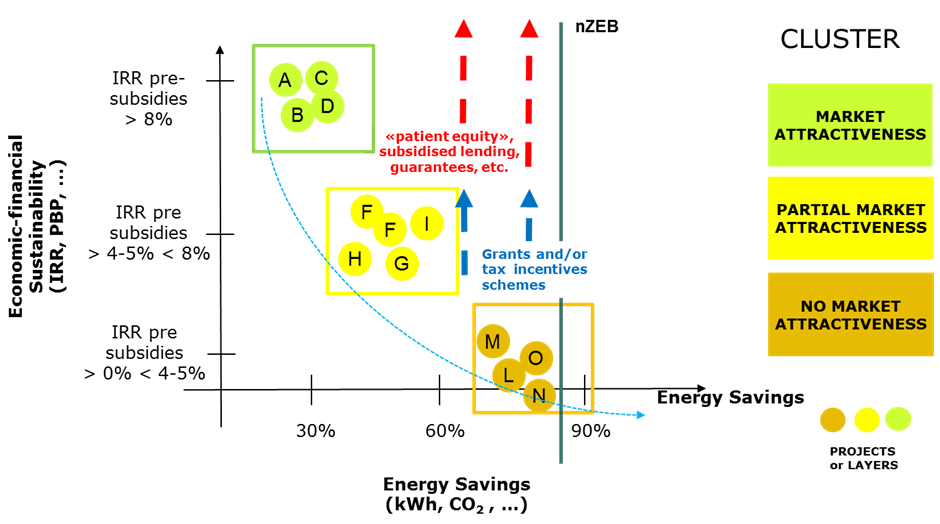 nZEB
CLUSTER
IRR pre-
subsidies
> 8%
A
C
B
D
MARKET
ATTRACTIVENESS
«patient equity»,
subsidised lending,
guarantees, etc.
Economic-financial
Sustainability
(IRR, PBP, ...)
IRR pre
subsidies
> 4-5% < 8%
F
F
I
H
G
PARTIAL MARKET
ATTRACTIVENESS
Grants and/or
tax incentives
schemes
NO MARKET
ATTRACTIVENESS
IRR pre
subsidies
> 0% < 4-5%
M
O
L
N
Energy Savings
30%
60%
90%
PROJECTS
or LAYERS
Energy Savings
(kWh, CO₂ , ...)